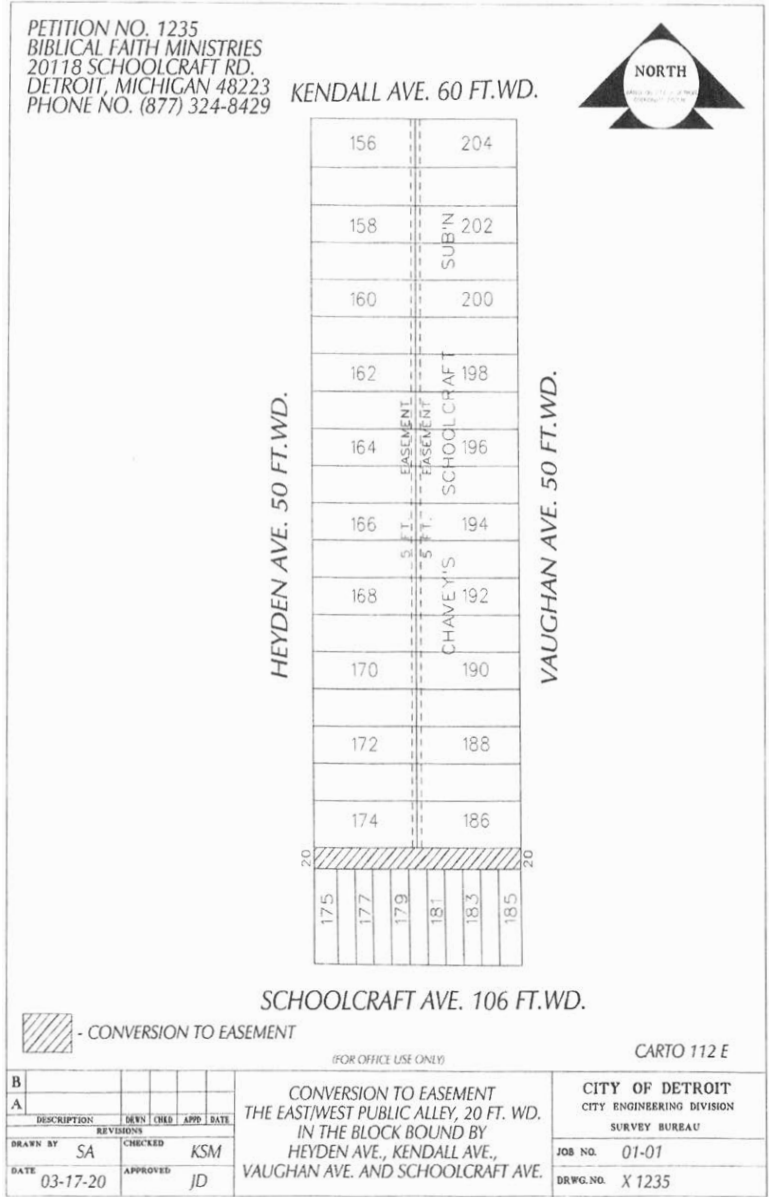 PETITION NO. 1235
BIBLICAL FAITH MINISTRIES
20118 SCHOOLCRAFT RD.
DETROIT, MICHIGAN 48223
PHONE NO. (877) 324-8429
NORTH
KENDALL AVE. 60 FT.WD.
156 204
158 202
160 200
162 198
164 196
166 194
168 192
170 190
172 188
174 186
HEYDEN AVE. 50 FT.WD.
5 FT. EASEMENT
5 FT. EASEMENT
CHAVEY'S SCHOOLCRAFT SUB'N
VAUGHAN AVE. 50 FT.WD.
20 20
175 177 179 181 183 185
SCHOOLCRAFT AVE. 106 FT.WD.
- CONVERSION TO EASEMENT
(FOR OFFICE USE ONLY)
CARTO 112 E
B
A
DESCRIPTION DRWN CHKD APPD DATE
REVISIONS
DRAWN BY SA CHECKED KSM
DATE 03-17-20 APPROVED JD
CONVERSION TO EASEMENT
THE EAST/WEST PUBLIC ALLEY, 20 FT. WD.
IN THE BLOCK BOUND BY
HEYDEN AVE., KENDALL AVE.,
VAUGHAN AVE. AND SCHOOLCRAFT AVE.
CITY OF DETROIT
CITY ENGINEERING DIVISION
SURVEY BUREAU
JOB NO. 01-01
DRWG.NO. X 1235